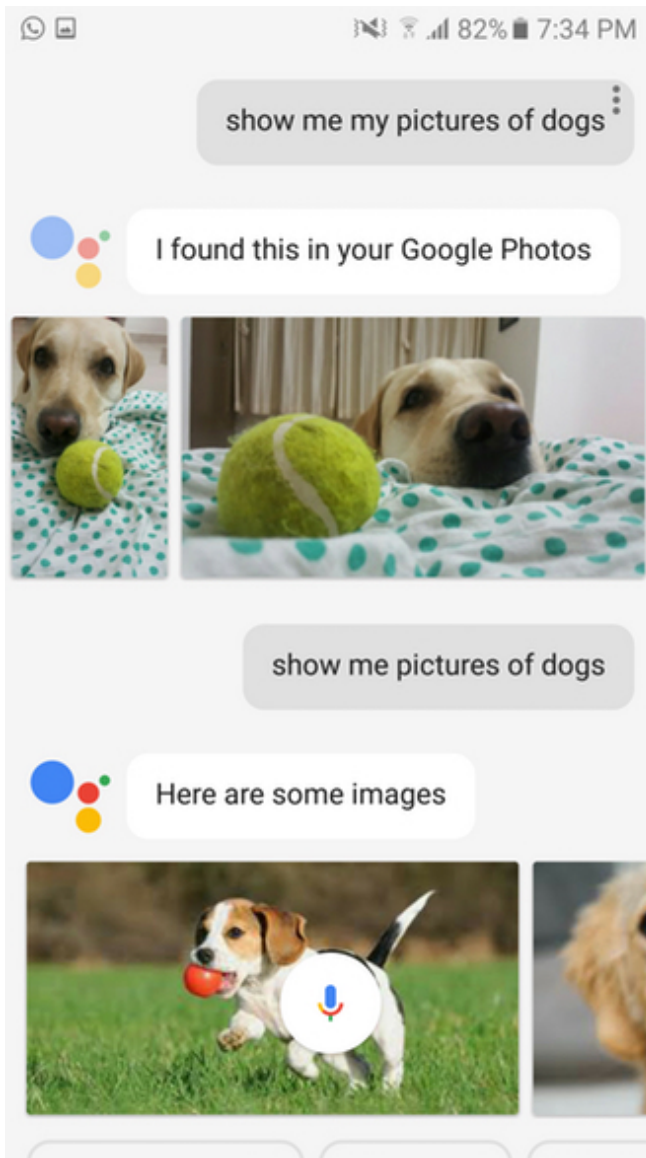 82% 7:34 PM
show me my pictures of dogs
I found this in your Google Photos
show me pictures of dogs
Here are some images